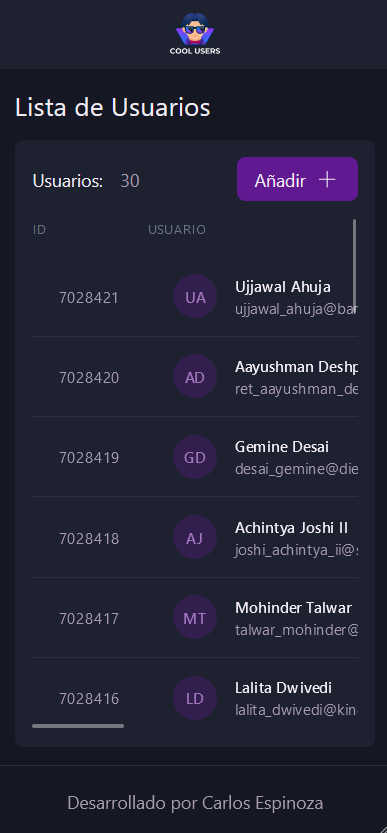 COOL USERS
Lista de Usuarios
Usuarios: 30
Añadir
ID USUARIO
7028421 UA Ujjawal Ahuja
ujjawal_ahuja@bar
7028420 AD Aayushman Deshp
ret_aayushman_de
7028419 GD Gemine Desai
desai_gemine@die
7028418 AJ Achintya Joshi II
joshi_achintya_ii@
7028417 MT Mohinder Talwar
talwar_mohinder@
7028416 LD Lalita Dwivedi
lalita_dwivedi@kin
Desarrollado por Carlos Espinoza